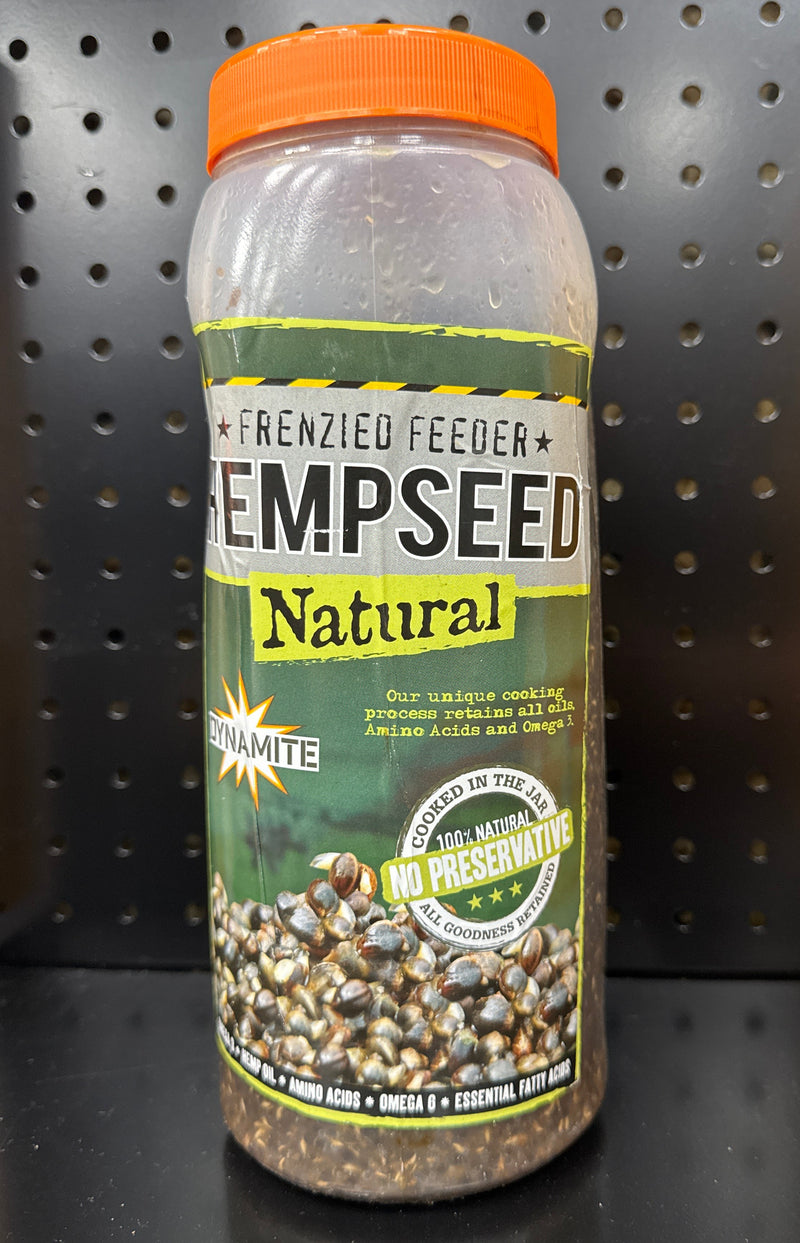 ★ FRENZIED FEEDER ★
HEMPSEED
Natural
Our unique cooking
process retains all oils,
Amino Acids and Omega 3.
DYNAMITE
COOKED IN THE JAR
100% NATURAL
NO PRESERVATIVE
★ ★ ★
ALL GOODNESS RETAINED
* HEMP OIL * AMINO ACIDS * OMEGA 6 * ESSENTIAL FATTY ACIDS